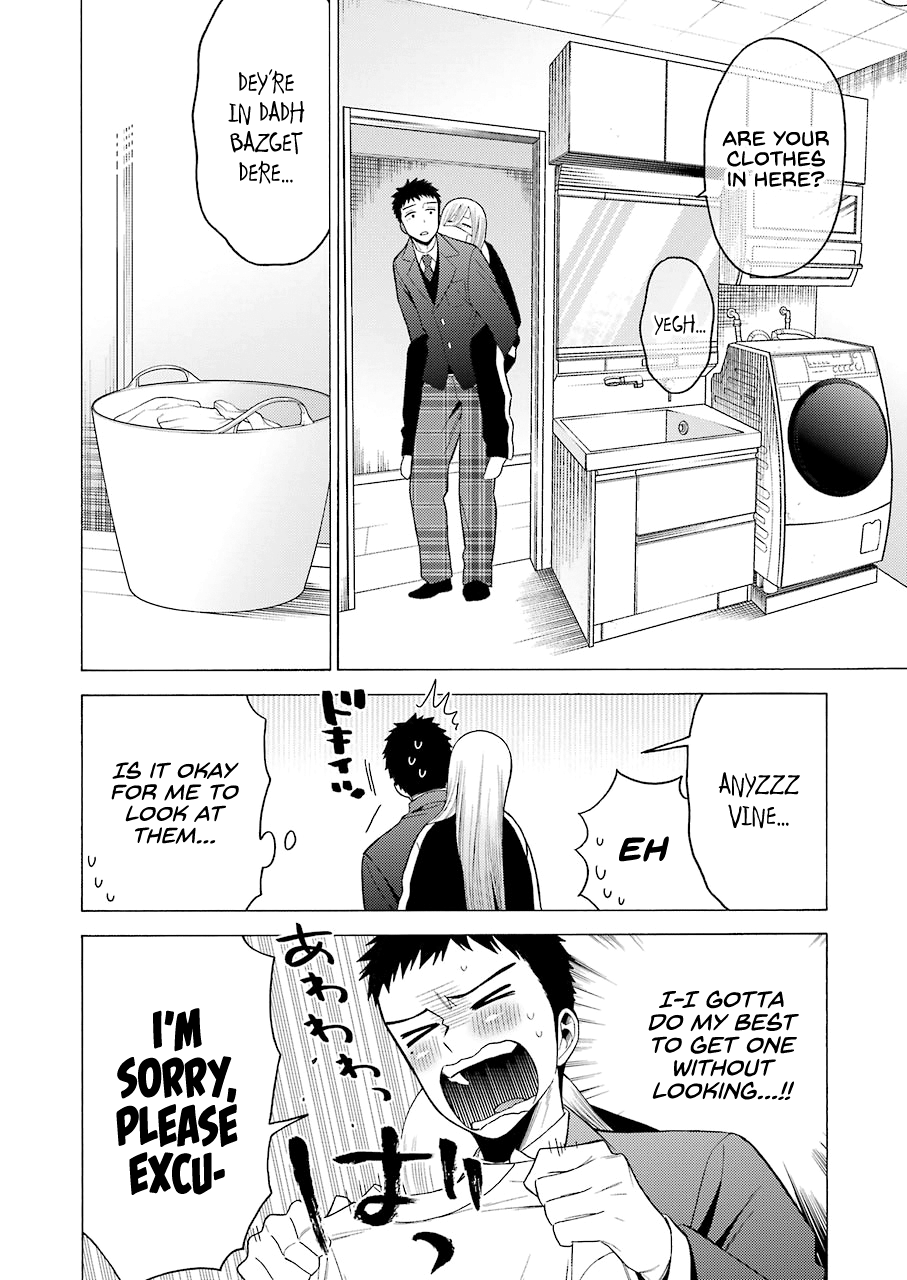 ARE YOUR
CLOTHES
IN HERE?
YEGH...
DEY'RE
IN DADH
BAZGET
DERE...
ANYZZZ
VINE...
EH
ドキィッ
IS IT OKAY
FOR ME TO
LOOK AT
THEM...
I-I GOTTA
DO MY BEST
TO GET ONE
WITHOUT
LOOKING...!!
あわわわっ
ばっ
I'M
SORRY,
PLEASE
EXCU-